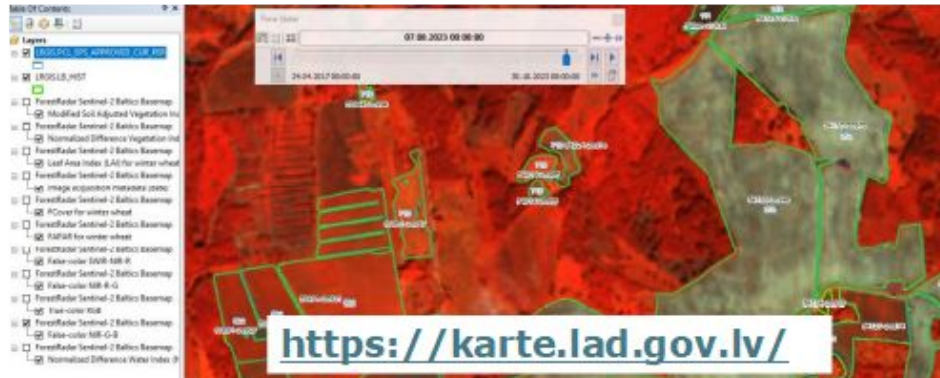 Table Of Contents
Layers
LRGIS.PCL_SPS_APPROVED_CUR_RSR
LRGIS.LB_HIST
ForestRadar Sentinel-2 Baltics Basemap
Modified Soil Adjusted Vegetation In
ForestRadar Sentinel-2 Baltics Basemap
Normalized Difference Vegetation Ind
ForestRadar Sentinel-2 Baltics Basemap
Leaf Area Index (LAI) for winter wheat
ForestRadar Sentinel-2 Baltics Basemap
Image acquisition metadata (date)
ForestRadar Sentinel-2 Baltics Basemap
FCover for winter wheat
ForestRadar Sentinel-2 Baltics Basemap
FAPAR for winter wheat
ForestRadar Sentinel-2 Baltics Basemap
False-color SWIR-NIR-R
ForestRadar Sentinel-2 Baltics Basemap
False-color NIR-R-G
ForestRadar Sentinel-2 Baltics Basemap
True-color RGB
ForestRadar Sentinel-2 Baltics Basemap
False-color NIR-G-B
ForestRadar Sentinel-2 Baltics Basemap
Normalized Difference Water Index (N
Time Slider
07.08.2023 00:00:00
24.04.2017 00:00:00
30.10.2023 00:00:00
https://karte.lad.gov.lv/